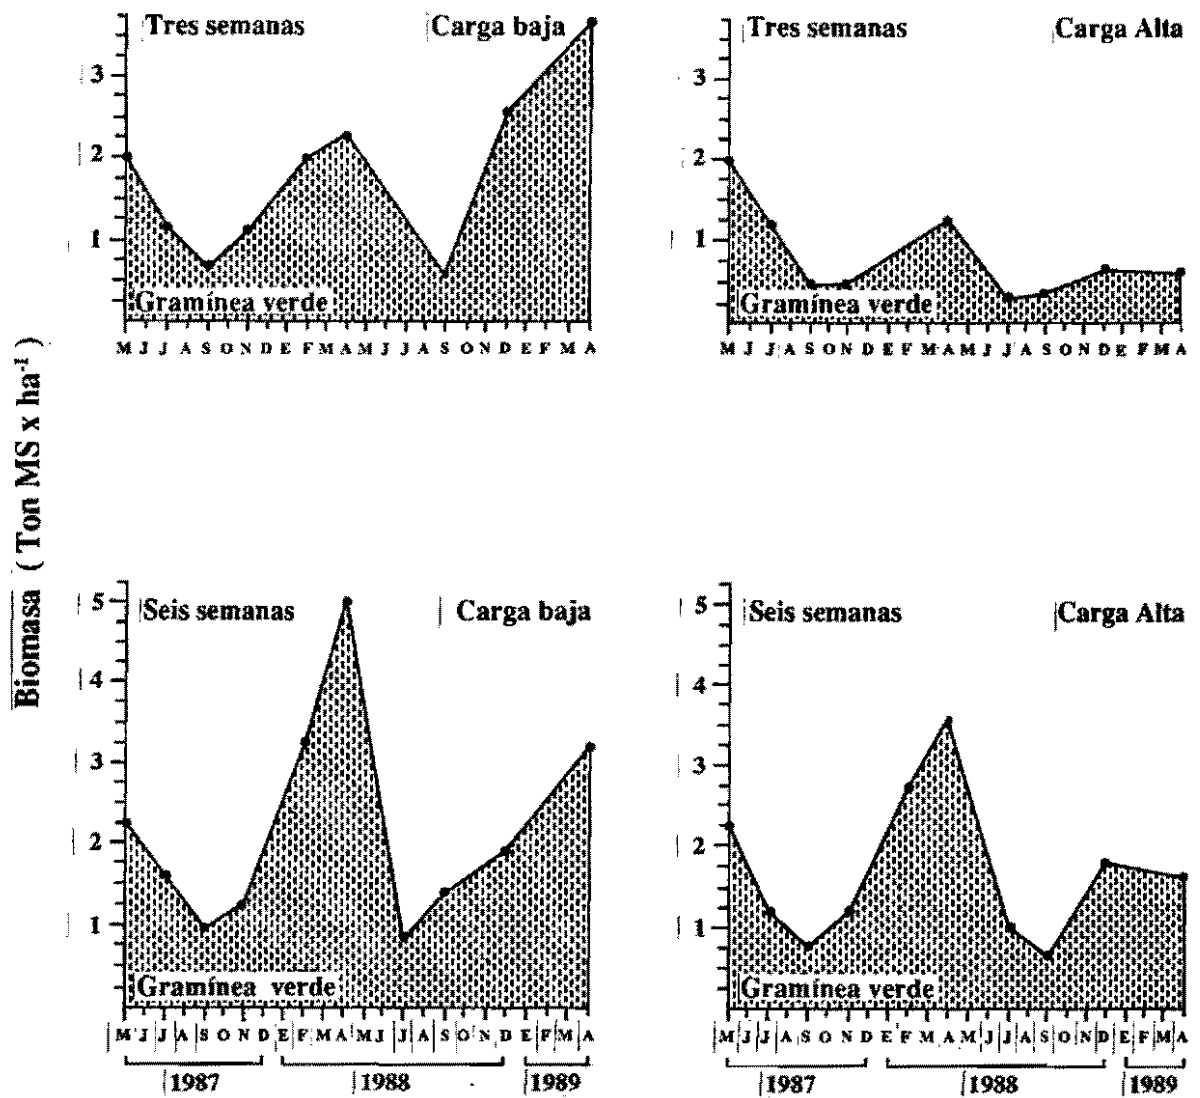 Tres semanas Carga baja
3
2
1
Gramínea verde
M J J A S O N D E F M A M J J A S O N D E F M A
Tres semanas Carga Alta
3
2
1
Gramínea verde
M J J A S O N D E F M A M J J A S O N D E F M A
Biomasa (Ton MS x ha⁻¹)
Seis semanas Carga baja
5
4
3
2
1
Gramínea verde
M J J A S O N D E F M A M J J A S O N D E F M A
1987 1988 1989
Seis semanas Carga Alta
5
4
3
2
1
Gramínea verde
M J J A S O N D E F M A M J J A S O N D E F M A
1987 1988 1989